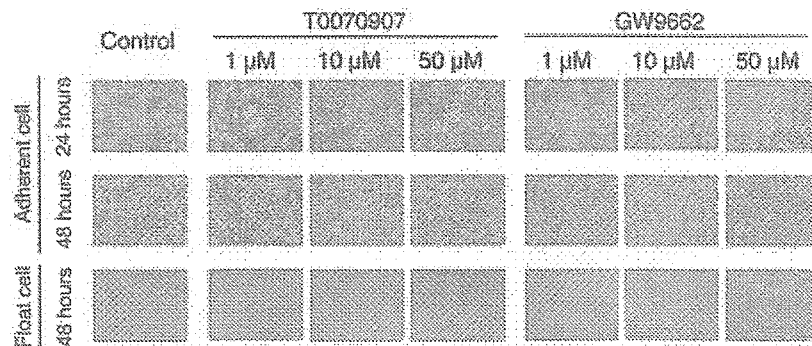 Control T0070907 GW9662
1 µM 10 µM 50 µM 1 µM 10 µM 50 µM
Adherent cell
24 hours
48 hours
Float cell
48 hours